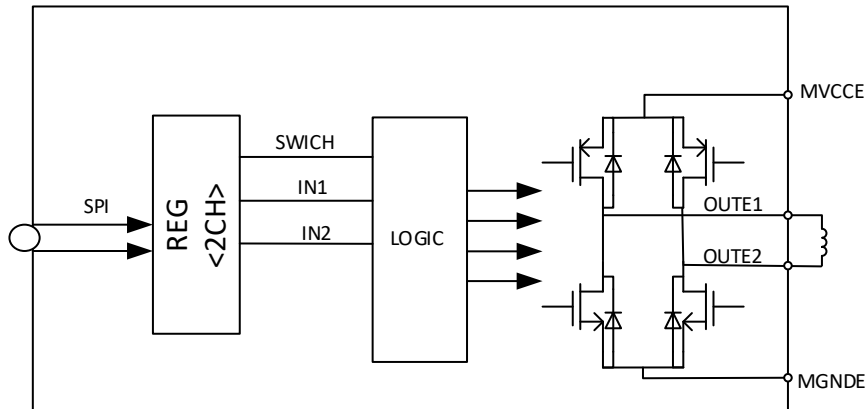 MVCCE
SWICH
SPI
IN1
REG
<2CH>
LOGIC
IN2
OUTE1
OUTE2
MGNDE